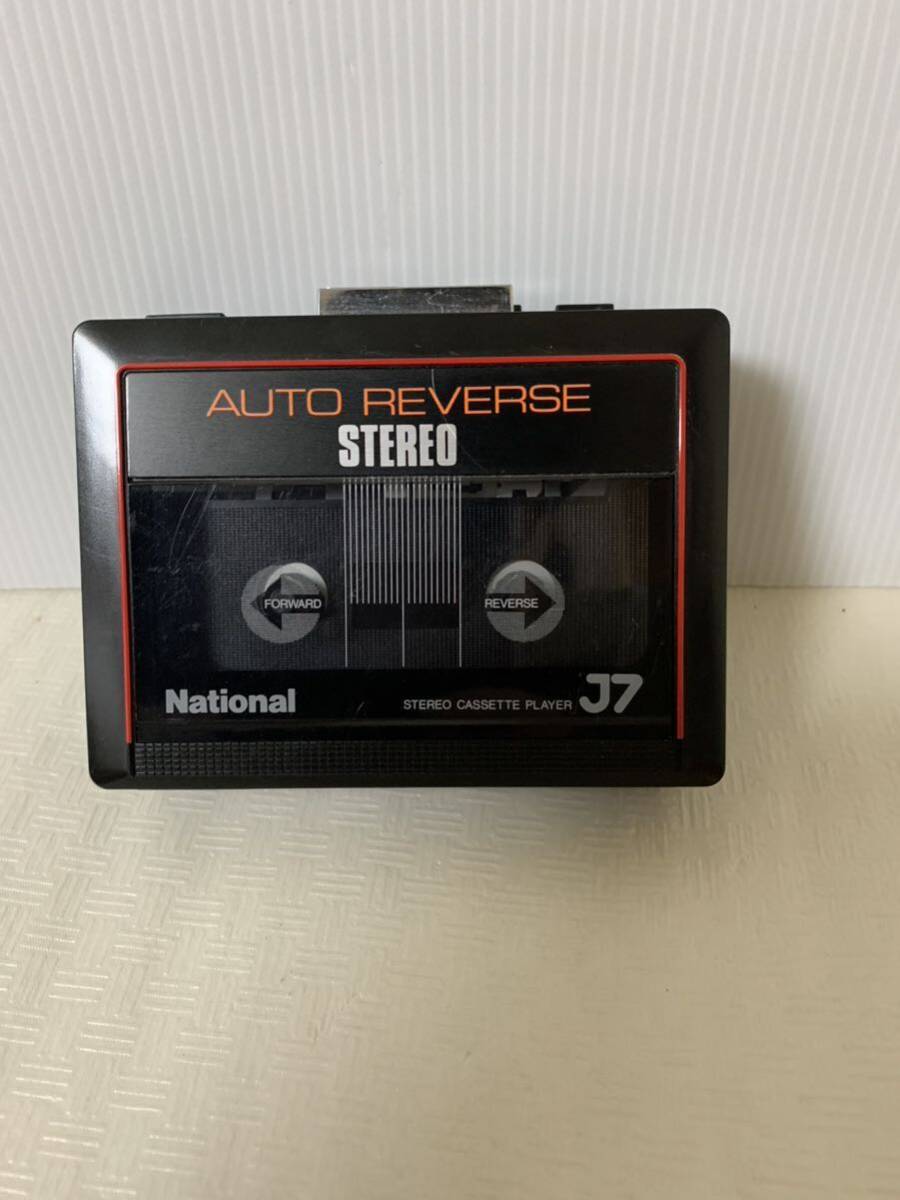 AUTO REVERSE
STEREO
FORWARD REVERSE
National STEREO CASSETTE PLAYER J7